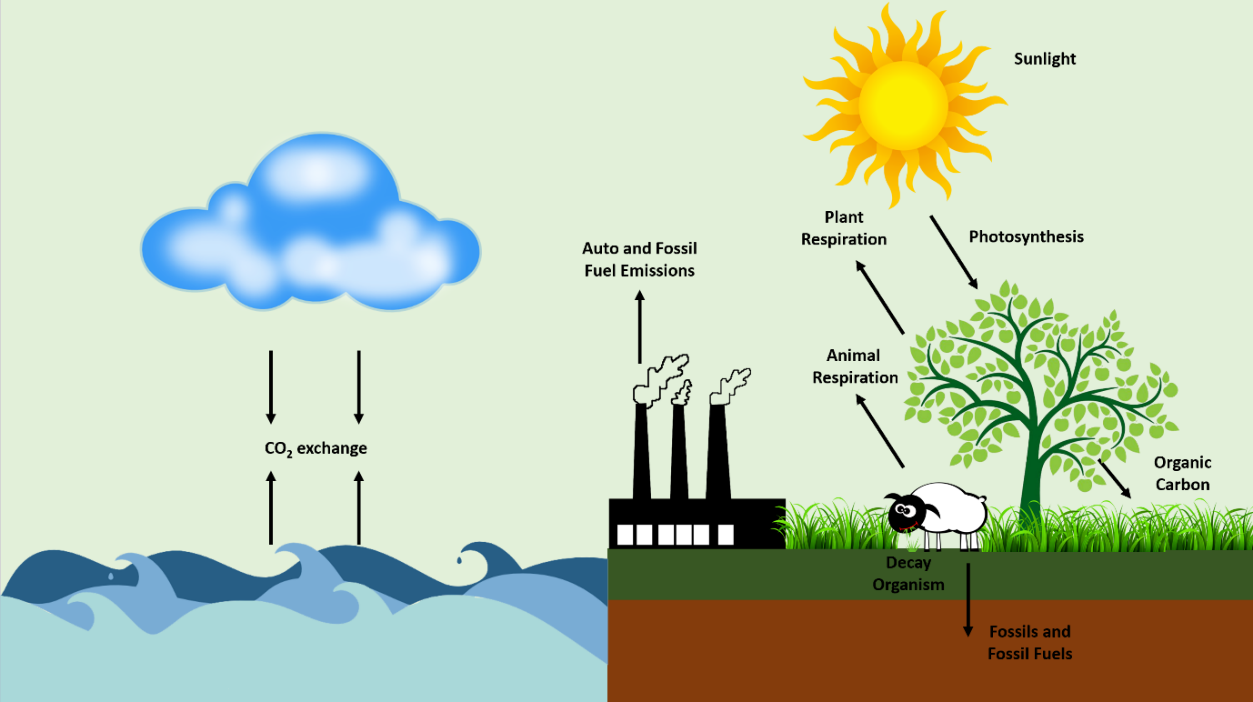 Sunlight
Plant
Respiration
Photosynthesis
Auto and Fossil
Fuel Emissions
Animal
Respiration
CO₂ exchange
Organic
Carbon
Decay
Organism
Fossils and
Fossil Fuels